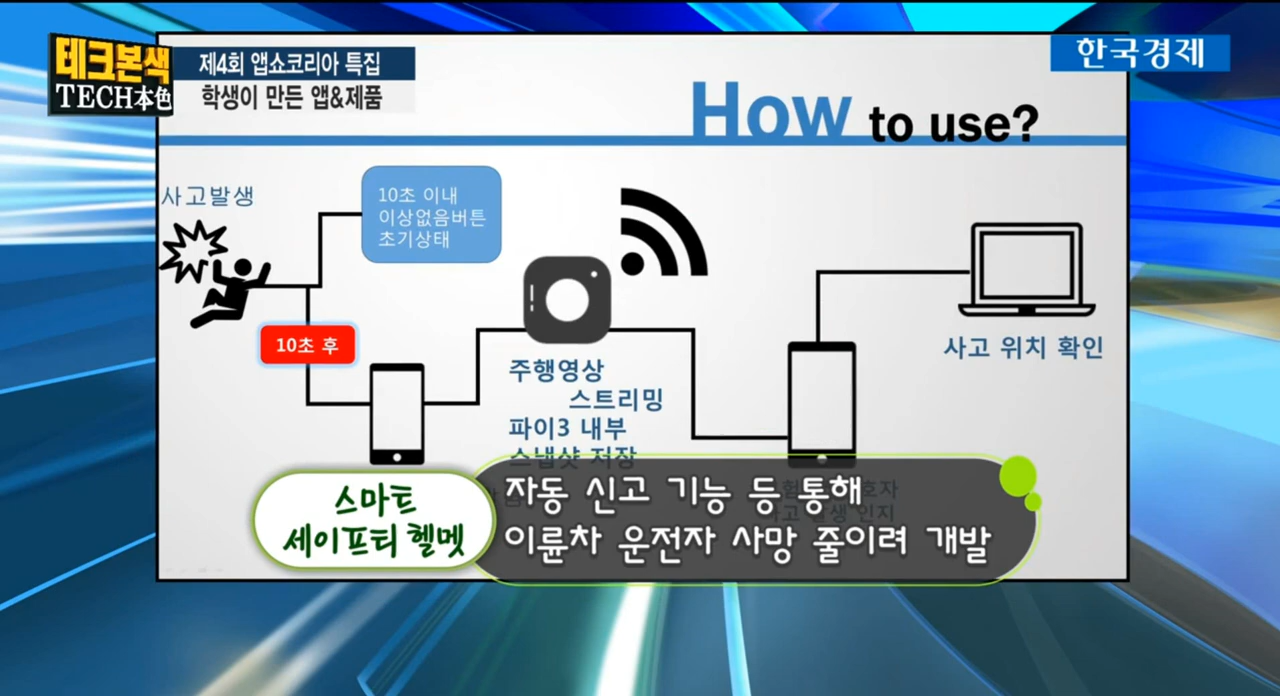 테크본색
TECH本色
제4회 앱쇼코리아 특집
학생이 만든 앱&제품
한국경제
How to use?
사고발생
10초 이내
이상없음버튼
초기상태
10초 후
주행영상
스트리밍
파이3 내부
스냅샷 저장
사고 위치 확인
스마트
세이프티 헬멧
자동 신고 기능 등 통해
이륜차 운전자 사망 줄이려 개발